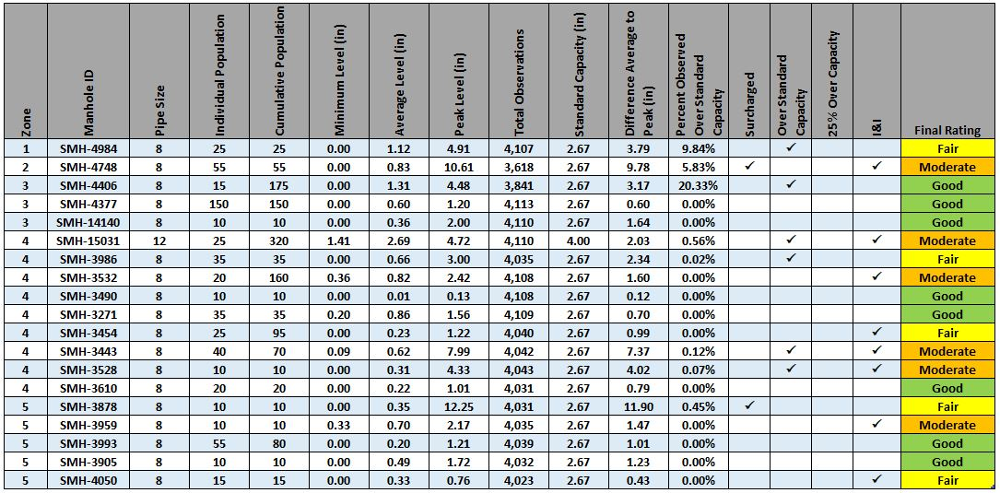 Zone Manhole ID Pipe Size Individual Population Cumulative Population Minimum Level (in) Average Level (in) Peak Level (in) Total Observations Standard Capacity (in) Difference Average to Peak (in) Percent Observed Over Standard Capacity Surcharged Over Standard Capacity 25% Over Capacity I&I Final Rating
1 SMH-4984 8 25 25 0.00 1.12 4.91 4,107 2.67 3.79 9.84% ✓ Fair
2 SMH-4748 8 55 55 0.00 0.83 10.61 3,618 2.67 9.78 5.83% ✓ ✓ Moderate
3 SMH-4406 8 15 175 0.00 1.31 4.48 3,841 2.67 3.17 20.33% ✓ Good
3 SMH-4377 8 150 150 0.00 0.60 1.20 4,113 2.67 0.60 0.00% Good
3 SMH-14140 8 10 10 0.00 0.36 2.00 4,110 2.67 1.64 0.00% Good
4 SMH-15031 12 25 320 1.41 2.69 4.72 4,110 4.00 2.03 0.56% ✓ ✓ Moderate
4 SMH-3986 8 35 35 0.00 0.66 3.00 4,035 2.67 2.34 0.02% ✓ Fair
4 SMH-3532 8 20 160 0.36 0.82 2.42 4,108 2.67 1.60 0.00% ✓ Moderate
4 SMH-3490 8 10 10 0.00 0.01 0.13 4,108 2.67 0.12 0.00% Good
4 SMH-3271 8 35 35 0.20 0.86 1.56 4,109 2.67 0.70 0.00% Good
4 SMH-3454 8 25 95 0.00 0.23 1.22 4,040 2.67 0.99 0.00% ✓ Fair
4 SMH-3443 8 40 70 0.09 0.62 7.99 4,042 2.67 7.37 0.12% ✓ ✓ Moderate
4 SMH-3528 8 10 10 0.00 0.31 4.33 4,043 2.67 4.02 0.07% ✓ ✓ Moderate
4 SMH-3610 8 20 20 0.00 0.22 1.01 4,031 2.67 0.79 0.00% Good
5 SMH-3878 8 10 10 0.00 0.35 12.25 4,031 2.67 11.90 0.45% ✓ Fair
5 SMH-3959 8 10 10 0.33 0.70 2.17 4,035 2.67 1.47 0.00% ✓ Moderate
5 SMH-3993 8 55 80 0.00 0.20 1.21 4,039 2.67 1.01 0.00% Good
5 SMH-3905 8 10 10 0.00 0.49 1.72 4,032 2.67 1.23 0.00% Good
5 SMH-4050 8 15 15 0.00 0.33 0.76 4,023 2.67 0.43 0.00% ✓ Fair